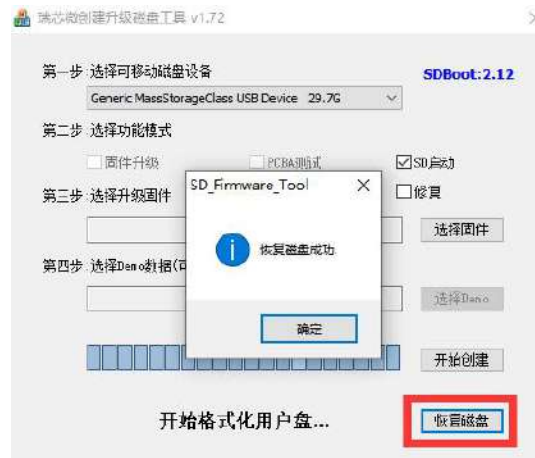 瑞芯微创建升级磁盘工具 v1.72
第一步 选择可移动磁盘设备
SDBoot:2.12
Generic MassStorageClass USB Device 29.7G
第二步 选择功能模式
固件升级 PCBA测试 SD启动
修复
第三步 选择升级固件
选择固件
第四步 选择Demo数据(可
选择Demo
SD_Firmware_Tool
恢复磁盘成功.
确定
开始创建
开始格式化用户盘...
恢复磁盘